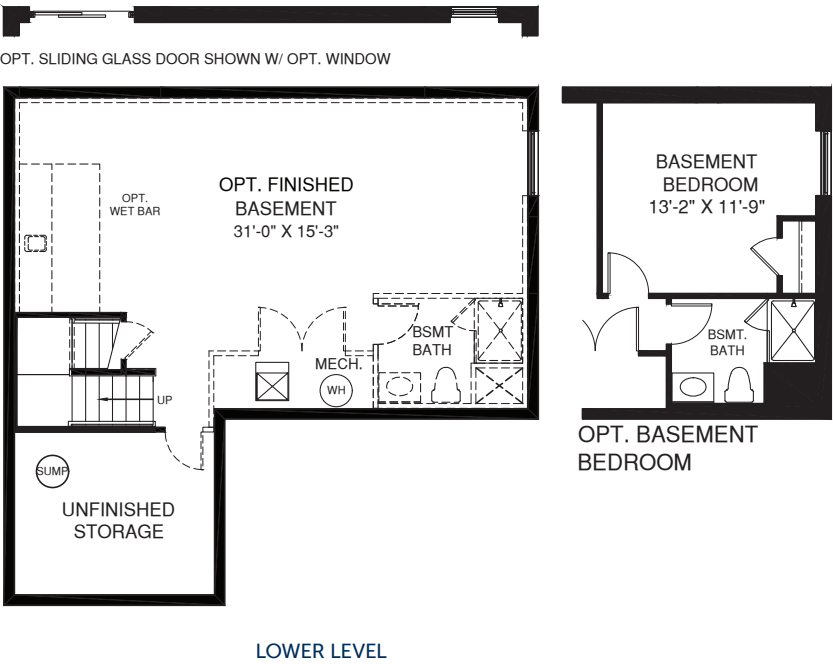 OPT. SLIDING GLASS DOOR SHOWN W/ OPT. WINDOW
OPT.
WET BAR
OPT. FINISHED
BASEMENT
31'-0" X 15'-3"
BSMT
BATH
MECH.
WH
UP
SUMP
UNFINISHED
STORAGE
BASEMENT
BEDROOM
13'-2" X 11'-9"
BSMT.
BATH
OPT. BASEMENT
BEDROOM
LOWER LEVEL